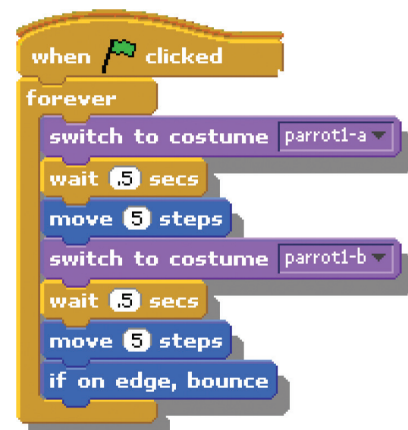 when clicked
forever
switch to costume parrot1-a
wait .5 secs
move 5 steps
switch to costume parrot1-b
wait .5 secs
move 5 steps
if on edge, bounce